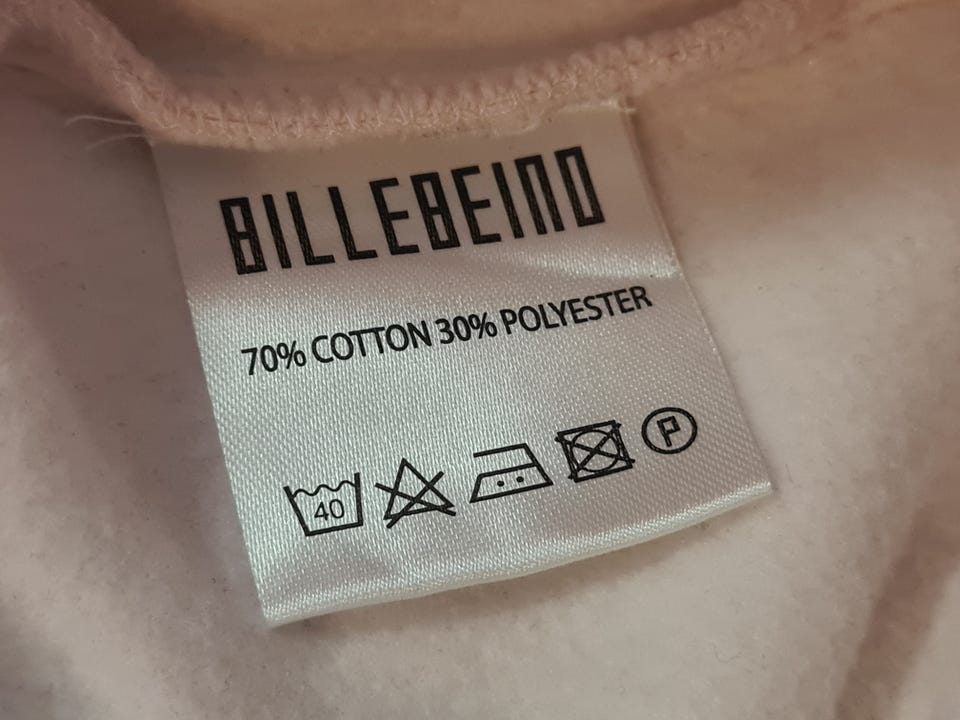 BILLEBEINO
70% COTTON 30% POLYESTER
40 P